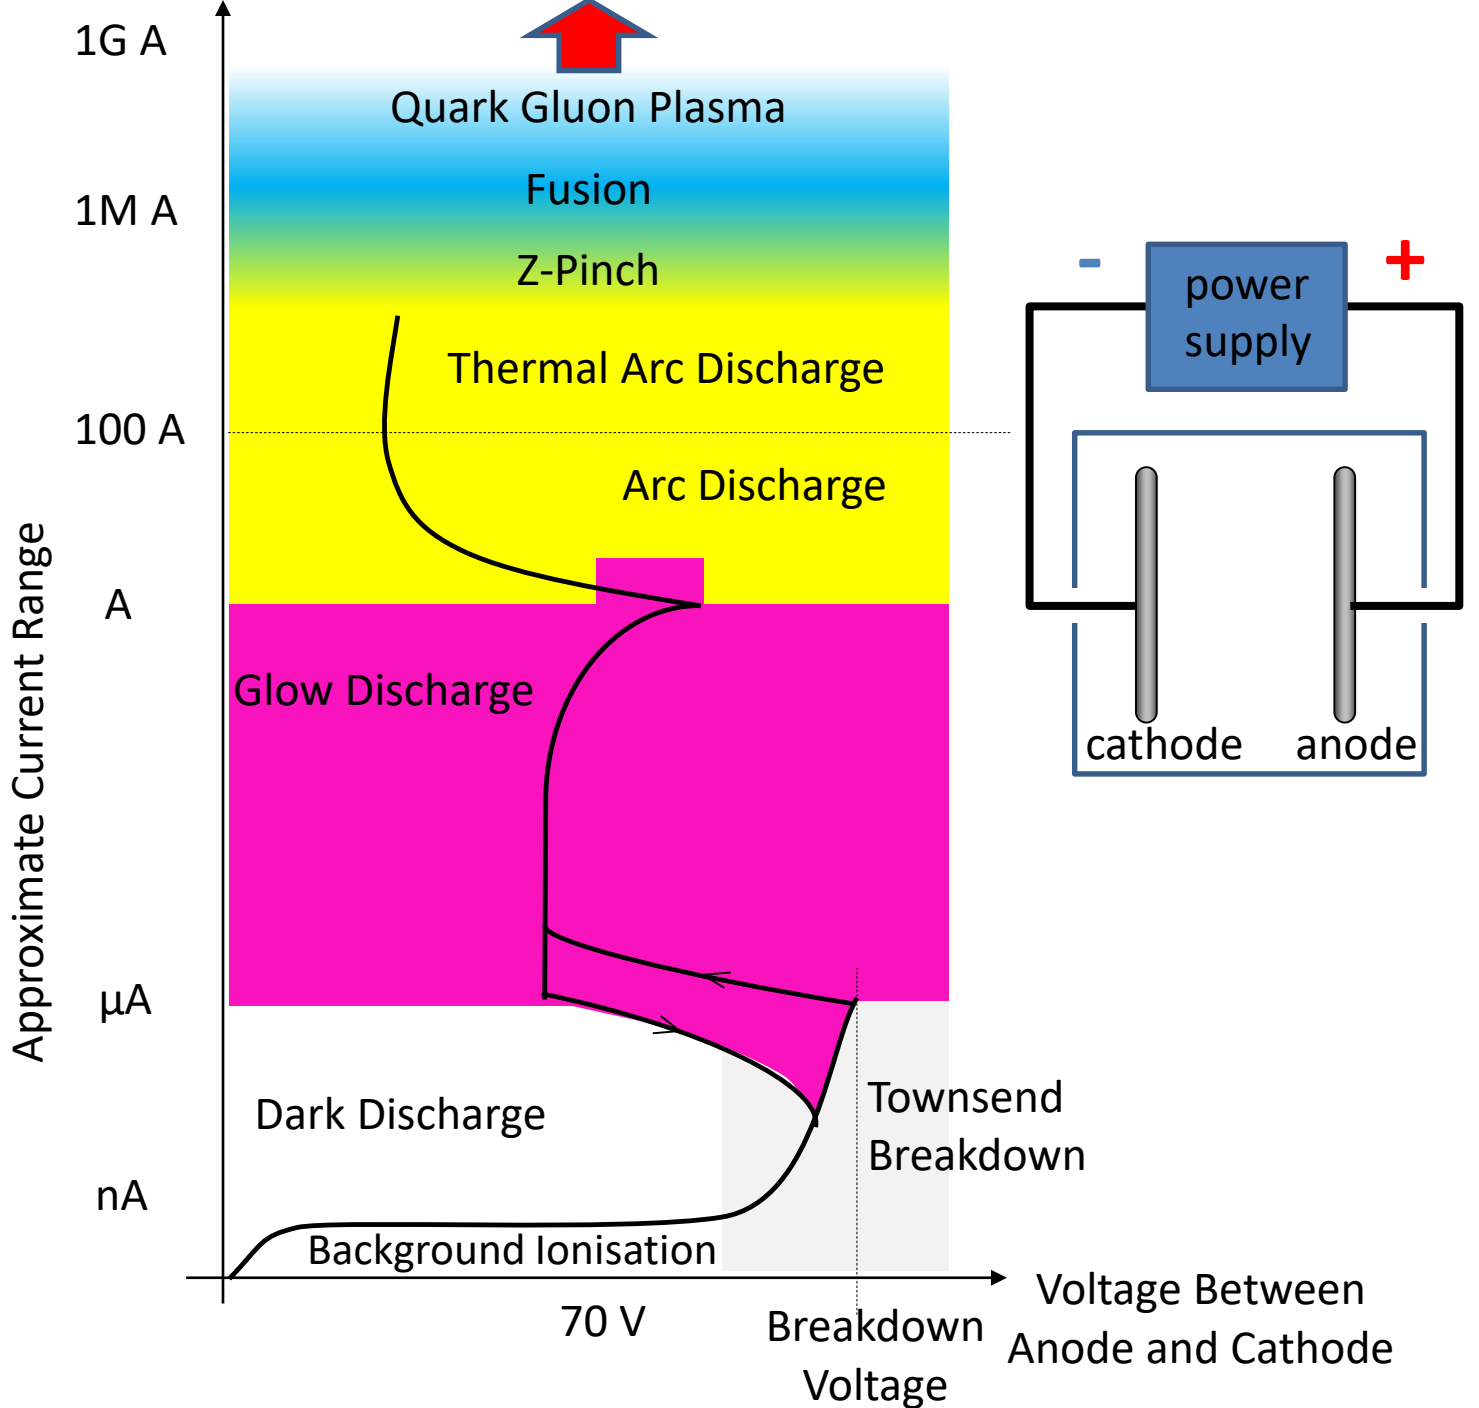 1G A
Quark Gluon Plasma
Fusion
1M A
Z-Pinch
Thermal Arc Discharge
100 A
Arc Discharge
A
Glow Discharge
µA
Dark Discharge
Townsend
Breakdown
nA
Background Ionisation
70 V
Breakdown
Voltage
Voltage Between
Anode and Cathode
Approximate Current Range
- +
power
supply
cathode anode